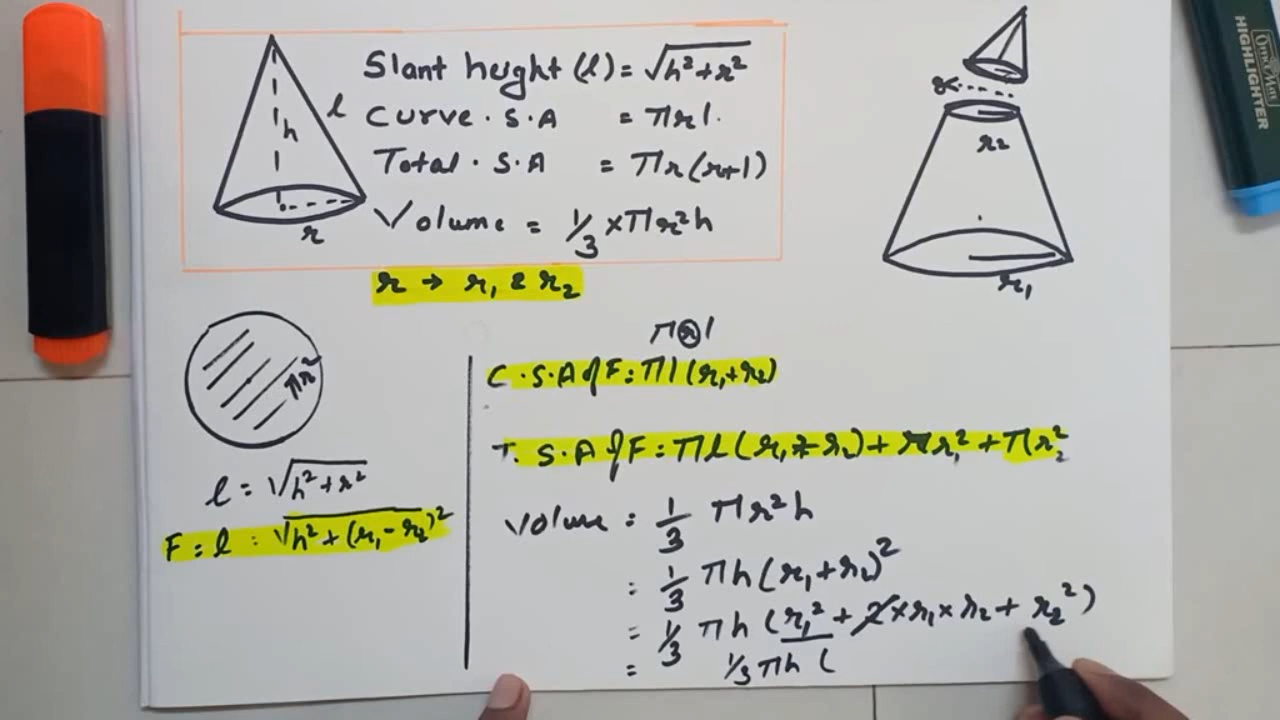 Slant height (l) = √h²+r²
Curve. S.A = πrl.
Total. S.A = πr(r+l)
Volume = 1/3 × πr²h
h
l
r
r → r₁ & r₂
r₂
r₁
HIGHLIGHTER
πr²
l = √h²+r²
F : l : √h²+(r₁-r₂)²
πrl
C.S.A of F : πl(r₁+r₂)
T. S.A of F : πl(r₁+r₂)+πr₁²+πr₂²
Volume = 1/3 πr²h
= 1/3 πh(r₁+r₂)²
= 1/3 πh (r₁² + 2×r₁×r₂ + r₂²)
= 1/3 πh (